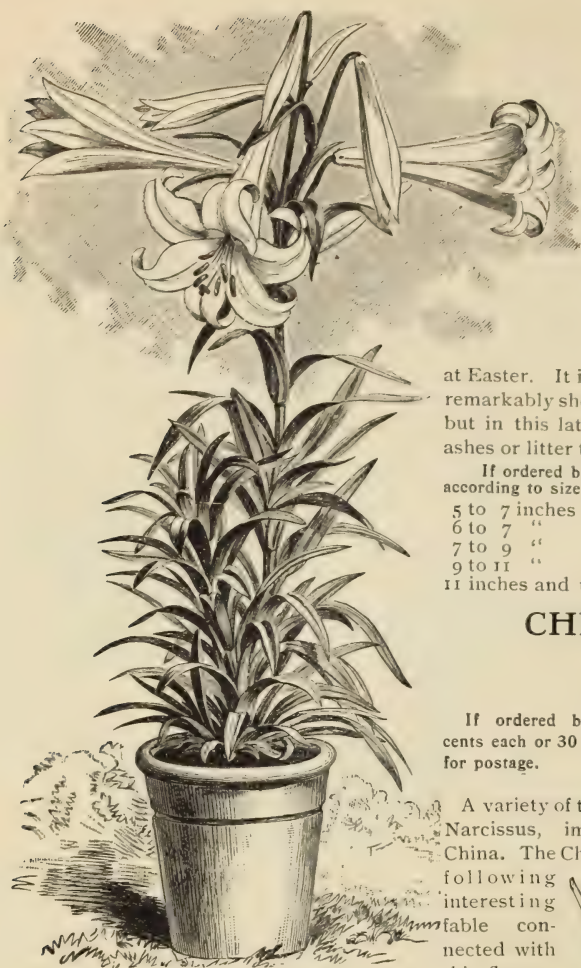 at Easter. It i
remarkably sh
but in this lat
ashes or litter t
If ordered b
according to size
5 to 7 inches
6 to 7 "
7 to 9 "
9 to 11 "
11 inches and
CHI
If ordered b
cents each or 30
for postage.
A variety of t
Narcissus, im
China. The Ch
following
interesting
fable con-
nected with